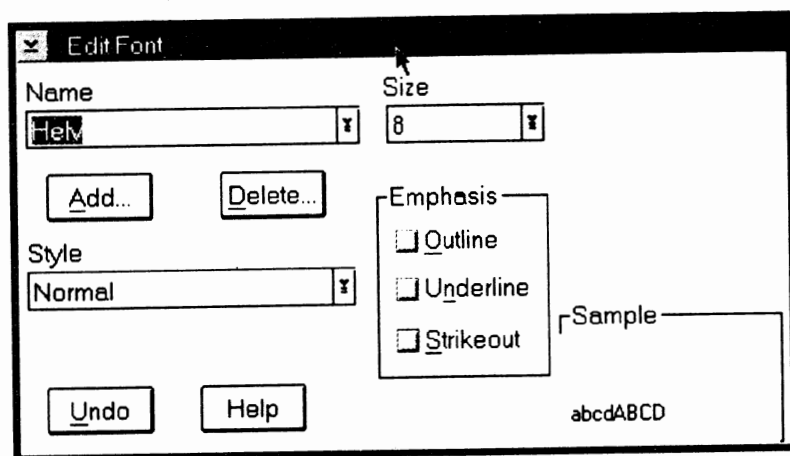 Edit Font
Name
Size
Helv
8
Add...
Delete...
Emphasis
Style
Outline
Normal
Underline
Sample
Strikeout
Undo
Help
abcdABCD